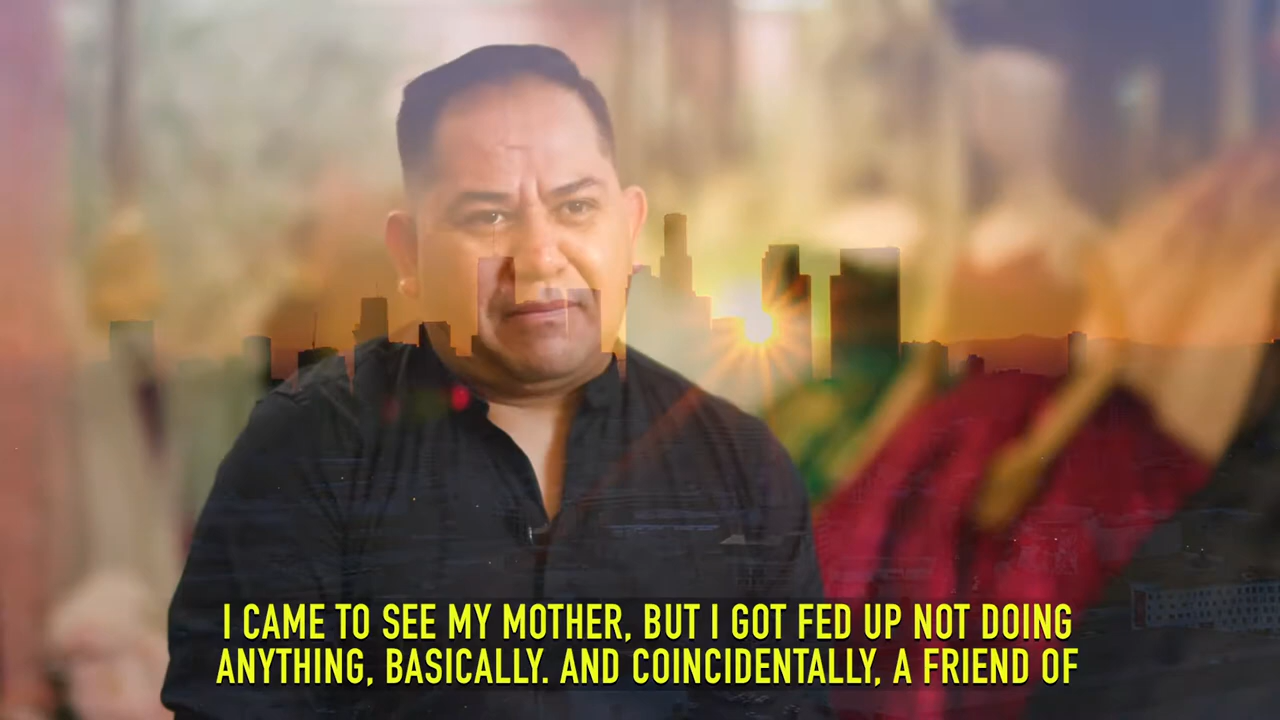 I CAME TO SEE MY MOTHER, BUT I GOT FED UP NOT DOING
ANYTHING, BASICALLY. AND COINCIDENTALLY, A FRIEND OF